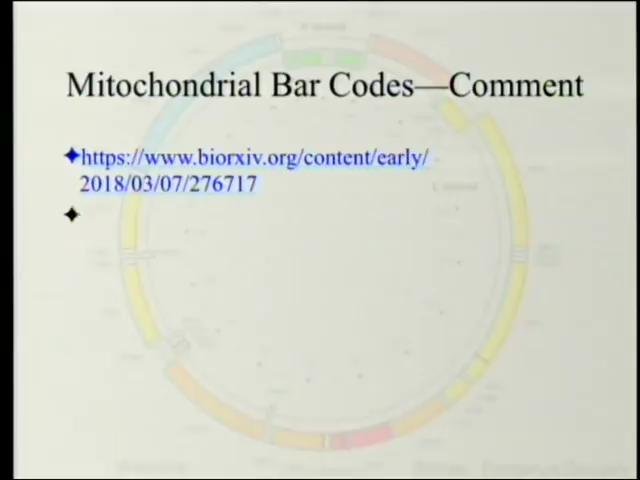 Mitochondrial Bar Codes—Comment
https://www.biorxiv.org/content/early/
2018/03/07/276717